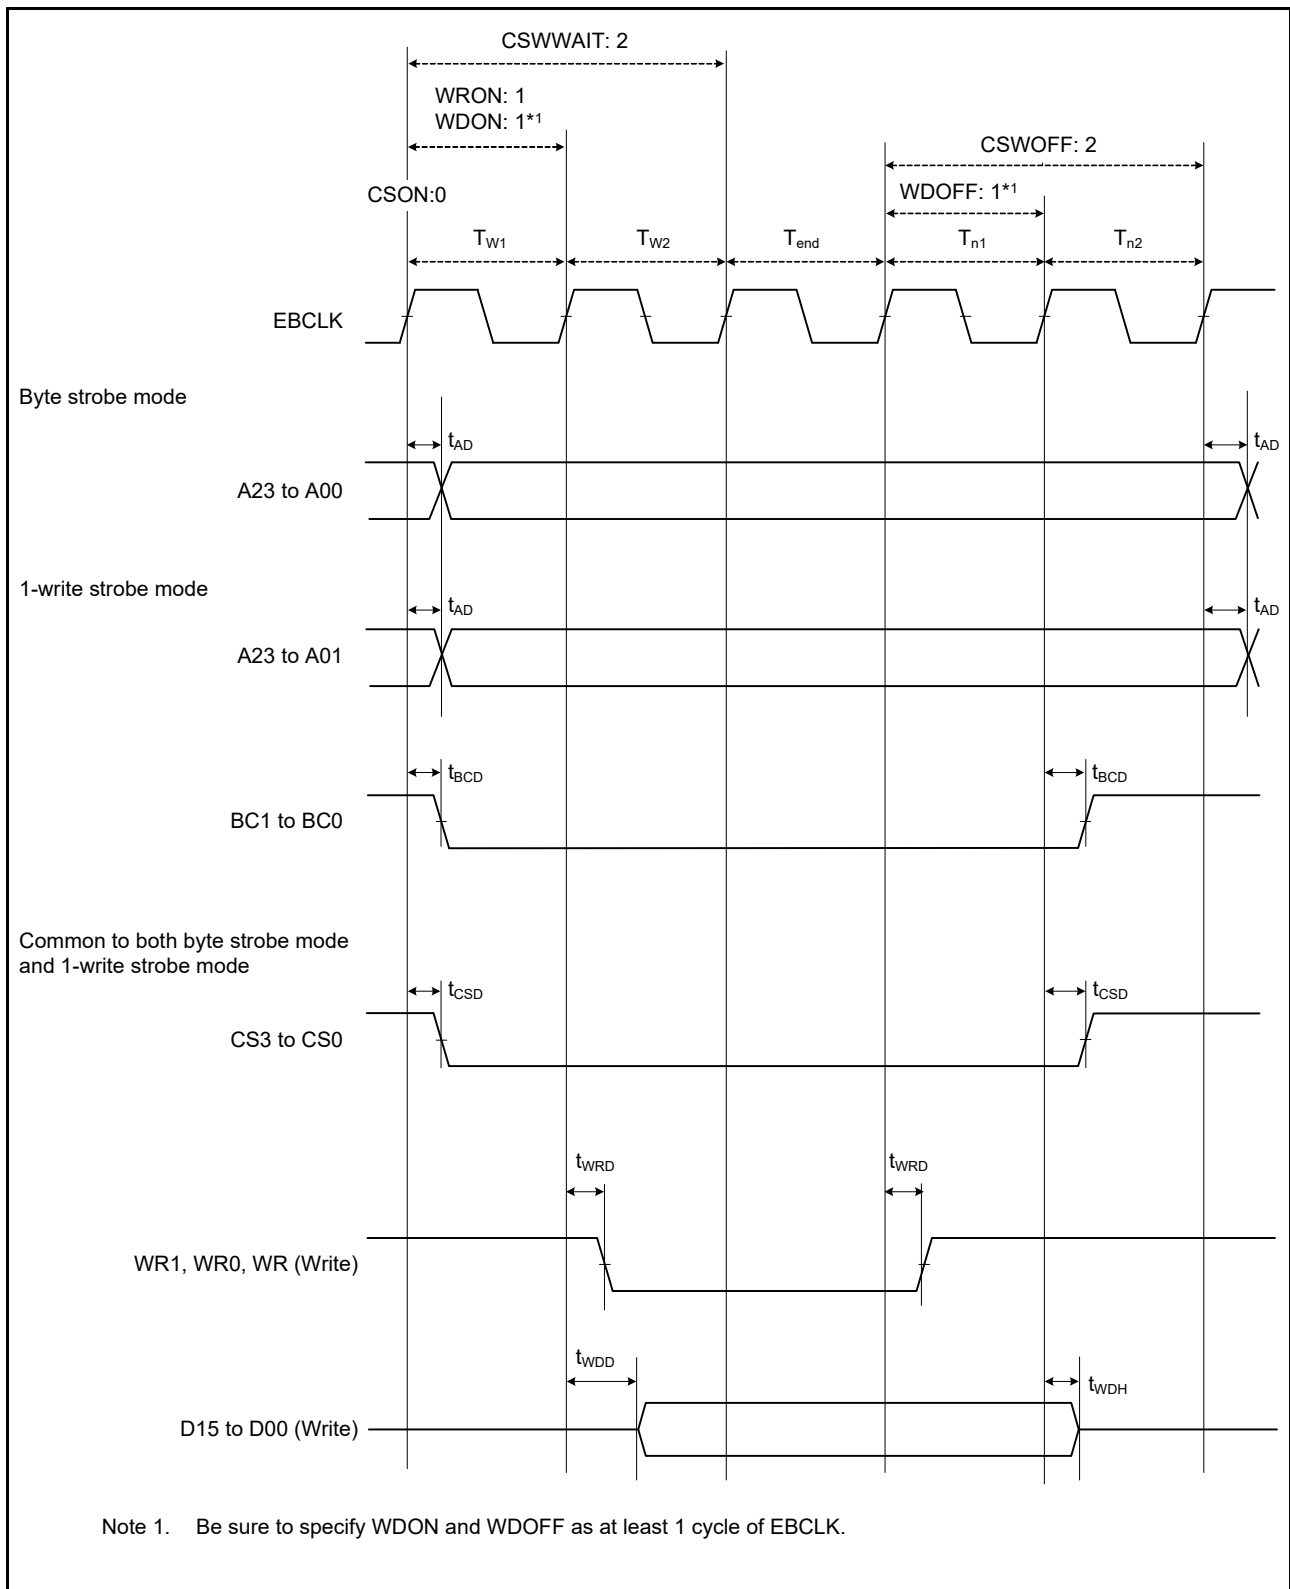 CSWWAIT: 2
WRON: 1
WDON: 1*1
CSWOFF: 2
CSON:0
WDOFF: 1*1
TW1 TW2 Tend Tn1 Tn2
EBCLK
Byte strobe mode
tAD tAD
A23 to A00
1-write strobe mode
tAD tAD
A23 to A01
tBCD tBCD
BC1 to BC0
Common to both byte strobe mode
and 1-write strobe mode
tCSD tCSD
CS3 to CS0
tWRD tWRD
WR1, WR0, WR (Write)
tWDD
tWDH
D15 to D00 (Write)
Note 1. Be sure to specify WDON and WDOFF as at least 1 cycle of EBCLK.